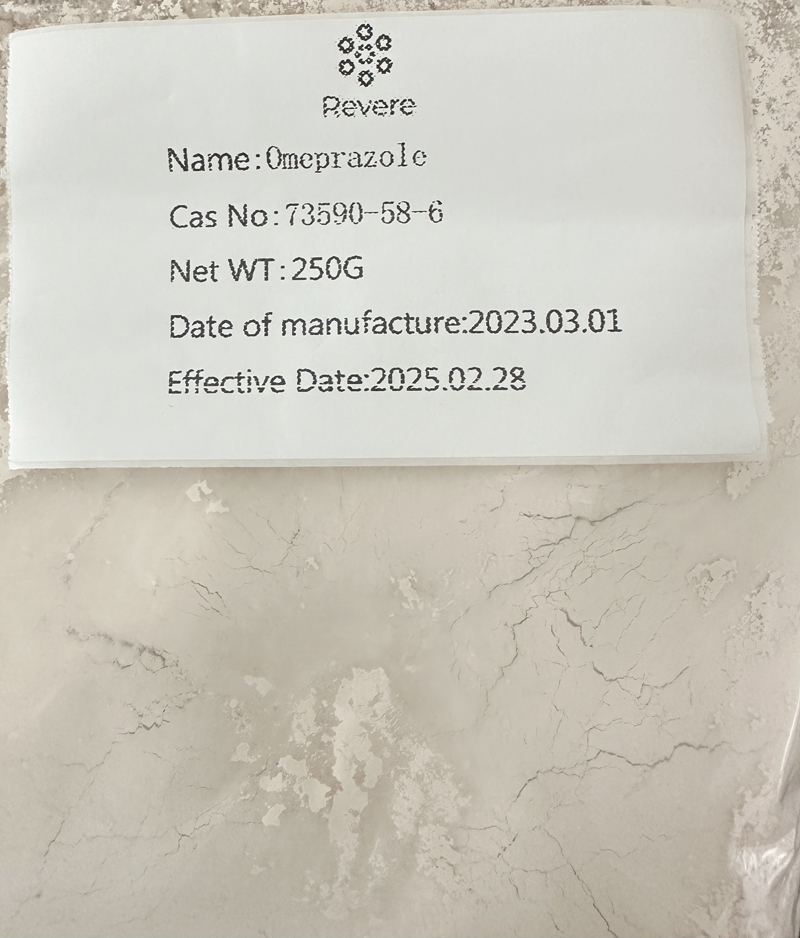 Revere
Name:Omeprazole
Cas No:73590-58-6
Net WT:250G
Date of manufacture:2023.03.01
Effective Date:2025.02.28